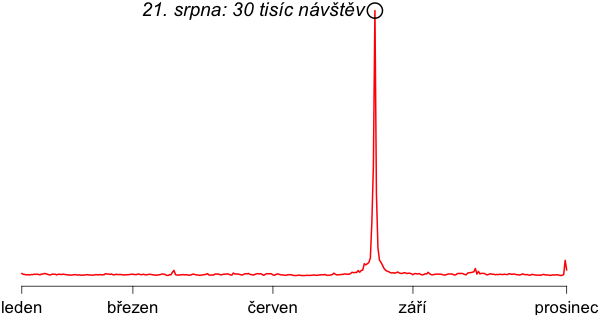 21. srpna: 30 tisíc návštěv
leden březen červen září prosinec